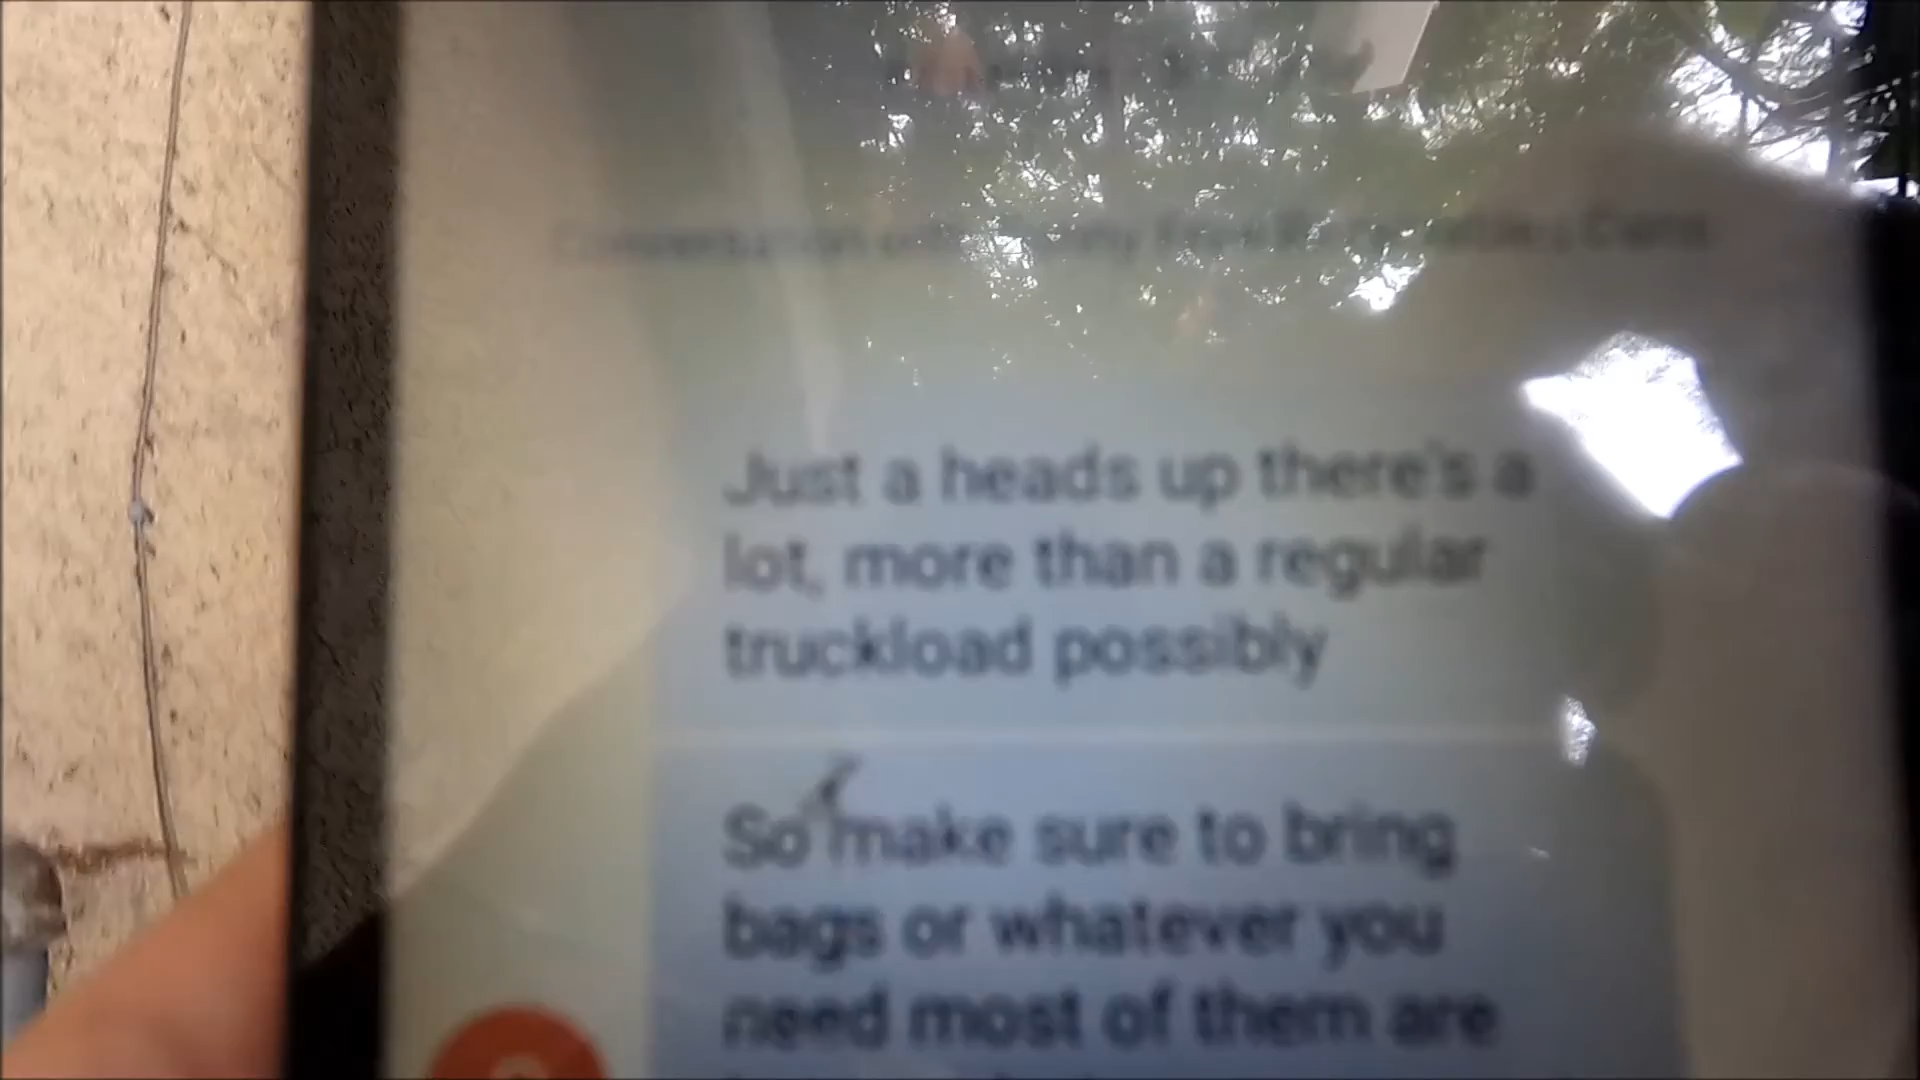 Just a heads up there's a
lot, more than a regular
truckload possibly
So make sure to bring
bags or whatever you
need most of them are